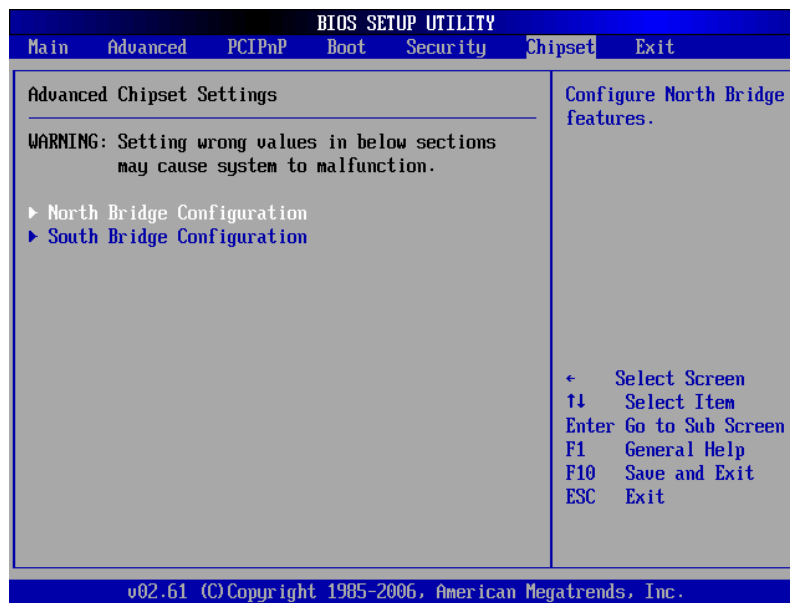 BIOS SETUP UTILITY
Main Advanced PCIPnP Boot Security Chipset Exit
Advanced Chipset Settings
WARNING: Setting wrong values in below sections
may cause system to malfunction.
▶ North Bridge Configuration
▶ South Bridge Configuration
Configure North Bridge
features.
← Select Screen
↑↓ Select Item
Enter Go to Sub Screen
F1 General Help
F10 Save and Exit
ESC Exit
v02.61 (C)Copyright 1985-2006, American Megatrends, Inc.